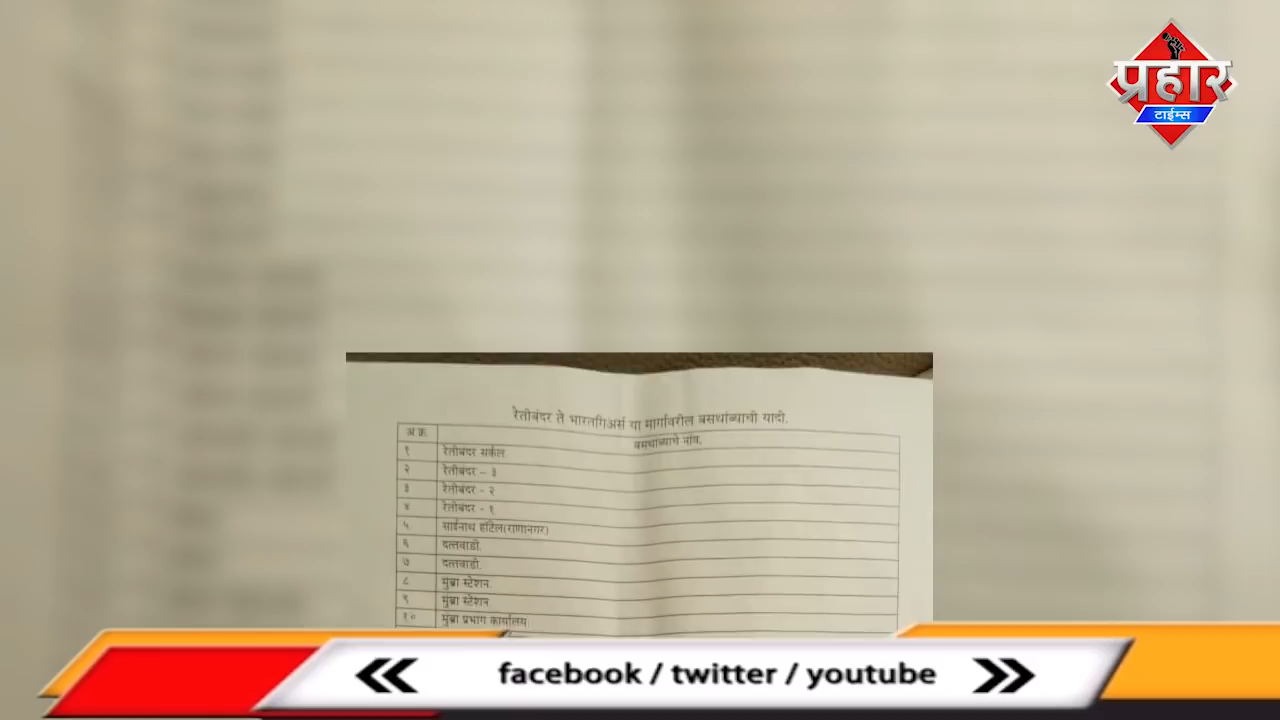 प्रहार
टाईम्स
रेतीबंदर ते भारतगिअर्स या मार्गावरील बसथांब्याची यादी.
अ.क्र. बसथांब्याचे नांव.
१ रेतीबंदर सर्कल.
२ रेतीबंदर – ३
३ रेतीबंदर - २
४ रेतीबंदर - १
५ साईनाथ हॉटेल(राणानगर)
६ दत्तवाडी.
७ दत्तवाडी.
८ मुंब्रा स्टेशन.
९ मुंब्रा स्टेशन.
१० मुंब्रा प्रभाग कार्यालय.
facebook / twitter / youtube